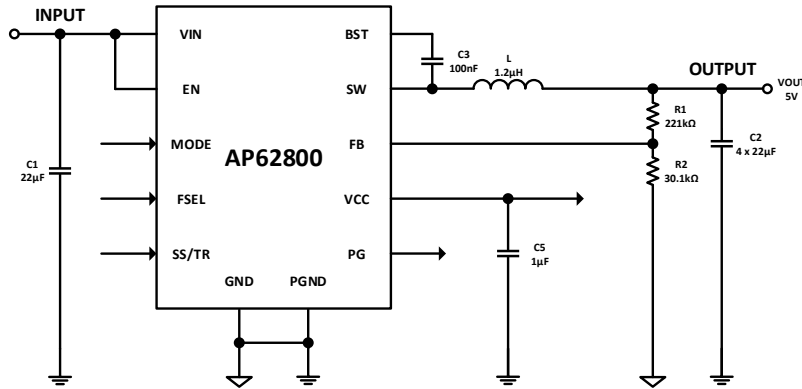 INPUT
OUTPUT
VIN
EN
MODE
FSEL
SS/TR
AP62800
BST
SW
FB
VCC
PG
GND
PGND
C1
22µF
C3
100nF
L
1.2µH
R1
221kΩ
R2
30.1kΩ
C2
4 x 22µF
VOUT
5V
C5
1µF